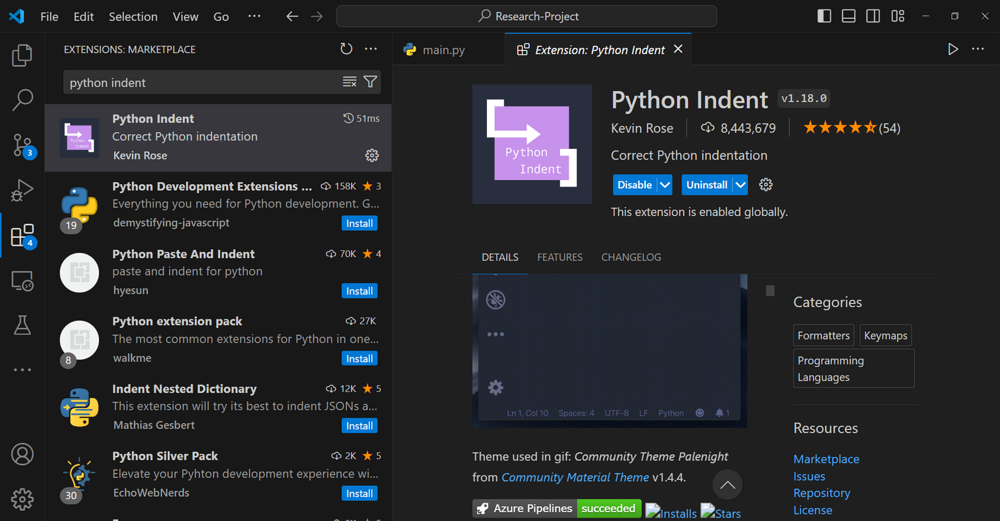 File Edit Selection View Go ···
Research-Project
EXTENSIONS: MARKETPLACE
python indent
3
4
Python Indent 51ms
Correct Python indentation
Kevin Rose
Python Development Extensions ... 158K 3
Everything you need for Python development. G...
demystifying-javascript Install
19
Python Paste And Indent 70K 4
paste and indent for python
hyesun Install
Python extension pack 27K
The most common extensions for Python in one...
walkme Install
8
Indent Nested Dictionary 12K 5
This extension will try its best to indent JSONs a...
Mathias Gesbert Install
Python Silver Pack 2K 5
Elevate your Pyhton development experience wi...
EchoWebNerds Install
30
main.py
Extension: Python Indent
Python
Indent
Python Indent v1.18.0
Kevin Rose 8,443,679 (54)
Correct Python indentation
Disable Uninstall
This extension is enabled globally.
DETAILS FEATURES CHANGELOG
Ln 1, Col 10 Spaces: 4 UTF-8 LF Python 1
Theme used in gif: Community Theme Palenight
from Community Material Theme v1.4.4.
Azure Pipelines succeeded Installs Stars
Categories
Formatters Keymaps
Programming
Languages
Resources
Marketplace
Issues
Repository
License